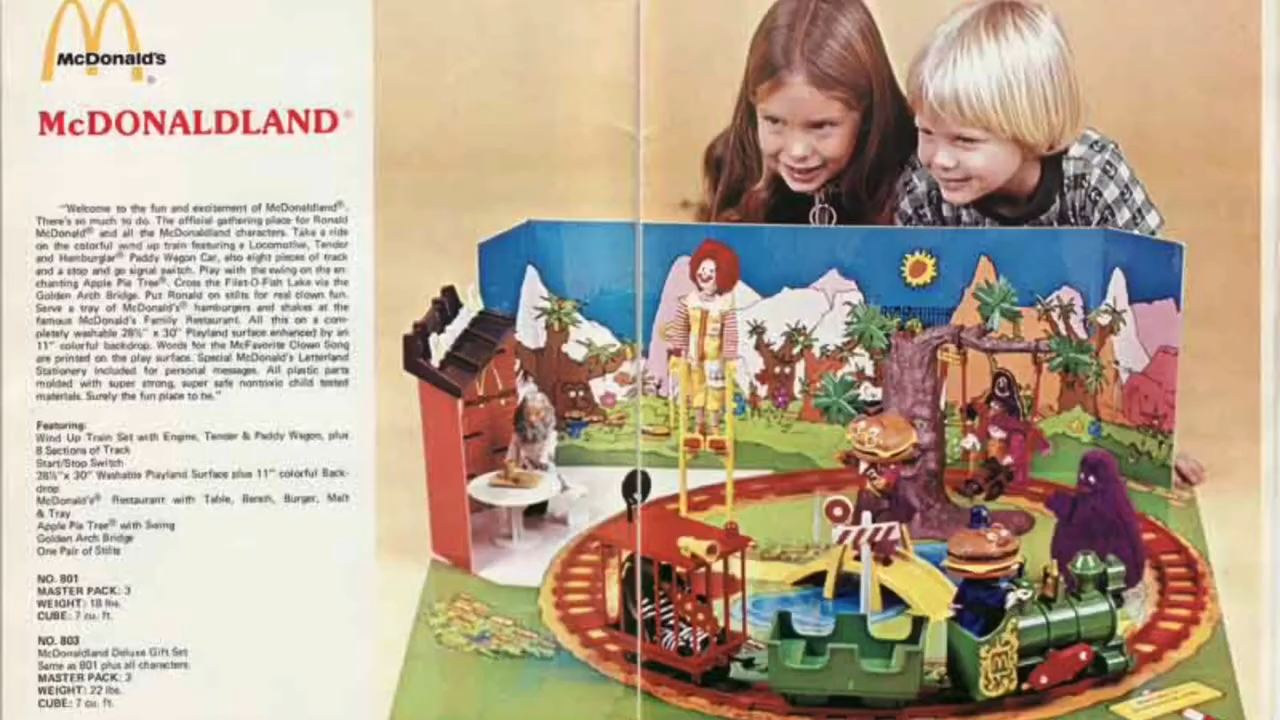 McDonald's ®
McDONALDLAND®
"Welcome to the fun and excitement of McDonaldland®.
There's so much to do. The official gathering place for Ronald
McDonald® and all the McDonaldland characters. Take a ride
on the colorful wind up train featuring a Locomotive, Tender
and Hamburglar® Paddy Wagon Car, also eight pieces of track
and a stop and go signal switch. Play with the swing on the en-
chanting Apple Pie Tree®. Cross the Filet-O-Fish Lake via the
Golden Arch Bridge. Put Ronald on stilts for real clown fun.
Serve a tray of McDonald's® hamburgers and shakes at the
famous McDonald's Family Restaurant. All this on a com-
pletely washable 28½" x 30" Playland surface enhanced by an
11" colorful backdrop. Words for the McFavorite Clown Song
are printed on the play surface. Special McDonald's Letterland
Stationery included for personal messages. All plastic parts
molded with super strong, super safe nontoxic child tested
materials. Surely the fun place to be."
Featuring:
Wind Up Train Set with Engine, Tender & Paddy Wagon, plus
8 Sections of Track
Start/Stop Switch
28½"x 30" Washable Playland Surface plus 11" colorful Back-
drop
McDonald's® Restaurant with Table, Bench, Burger, Malt
& Tray
Apple Pie Tree® with Swing
Golden Arch Bridge
One Pair of Stilts
NO. 801
MASTER PACK: 3
WEIGHT: 18 lbs.
CUBE: 7 cu. ft.
NO. 803
McDonaldland Deluxe Gift Set
Same as 801 plus all characters
MASTER PACK: 3
WEIGHT: 22 lbs.
CUBE: 7 cu. ft.